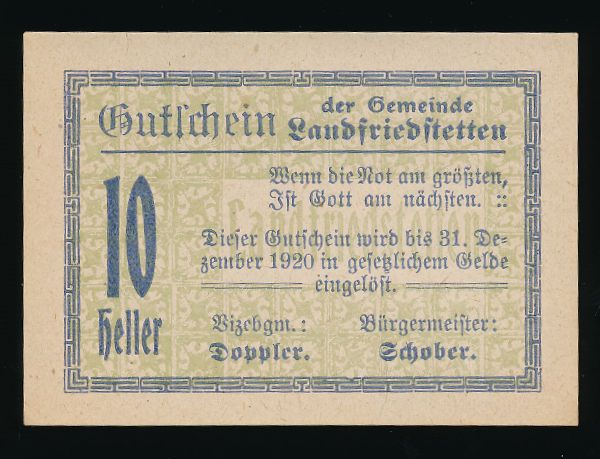 Gutschein der Gemeinde
Landfriedstetten
Wenn die Not am größten,
Ist Gott am nächsten. ::
10
Heller
Dieser Gutschein wird bis 31. De-
zember 1920 in gesetzlichem Gelde
eingelöst.
Vizebgm.: Bürgermeister:
Doppler. Schober.